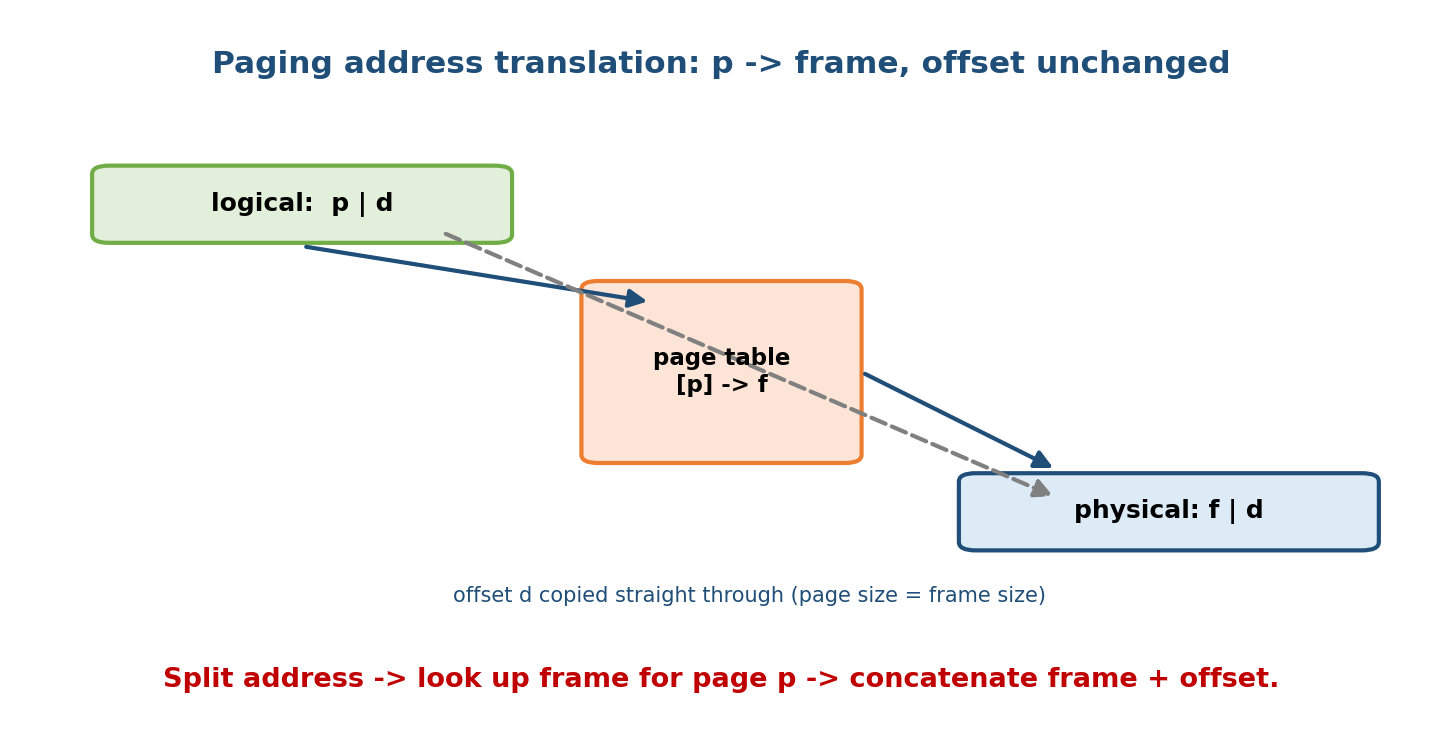 Paging address translation: p -> frame, offset unchanged
logical:  p | d
page table
[p] -> f
physical: f | d
offset d copied straight through (page size = frame size)
Split address -> look up frame for page p -> concatenate frame + offset.